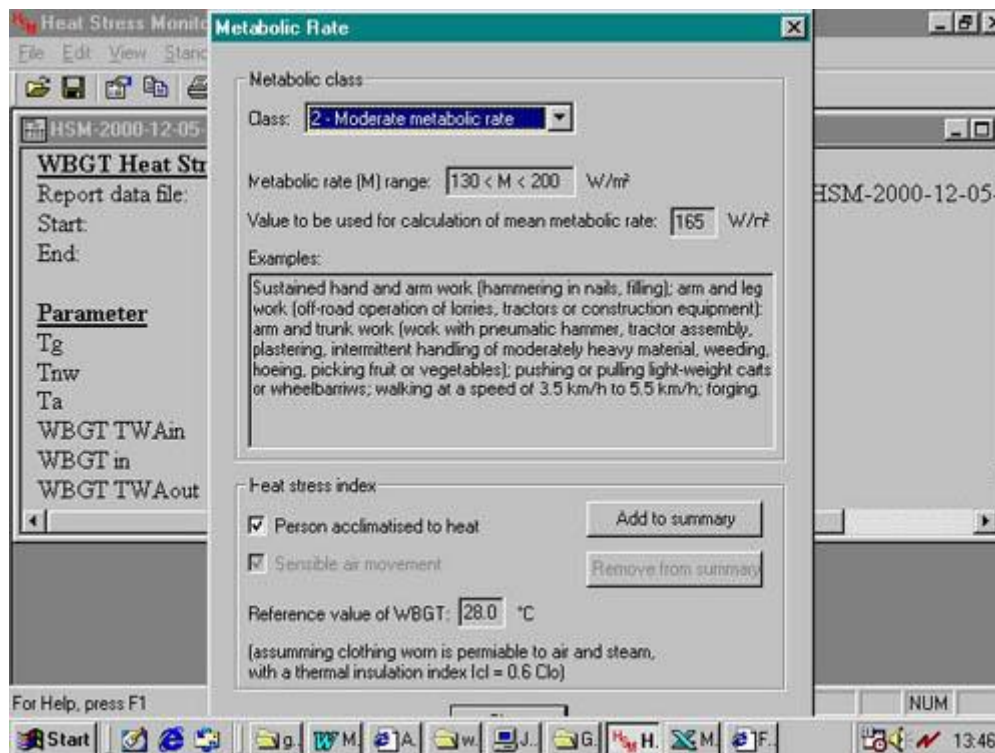 Heat Stress Monito
Metabolic Rate
File Edit View Stand
Metabolic class
Class: 2 - Moderate metabolic rate
HSM-2000-12-05-
WBGT Heat Str
Metabolic rate (M) range: 130 < M < 200 W/m²
Report data file:
HSM-2000-12-05-
Start:
Value to be used for calculation of mean metabolic rate: 165 W/m²
End:
Examples:
Sustained hand and arm work (hammering in nails, filling); arm and leg
work (off-road operation of lorries, tractors or construction equipment);
arm and trunk work (work with pneumatic hammer, tractor assembly,
plastering, intermittent handling of moderately heavy material, weeding,
hoeing, picking fruit or vegetables); pushing or pulling light-weight carts
or wheelbarriws; walking at a speed of 3.5 km/h to 5.5 km/h; forging.
Parameter
Tg
Tnw
Ta
WBGT TWAin
WBGT in
WBGT TWAout
Heat stress index
Person acclimatised to heat
Add to summary
Sensible air movement
Remove from summary
Reference value of WBGT: 28.0 °C
(assumming clothing worn is permiable to air and steam,
with a thermal insulation index Icl = 0.6 Clo)
For Help, press F1
NUM
Start
g..
M
A.
w..
J..
G.
H.
M.
F..
13:46